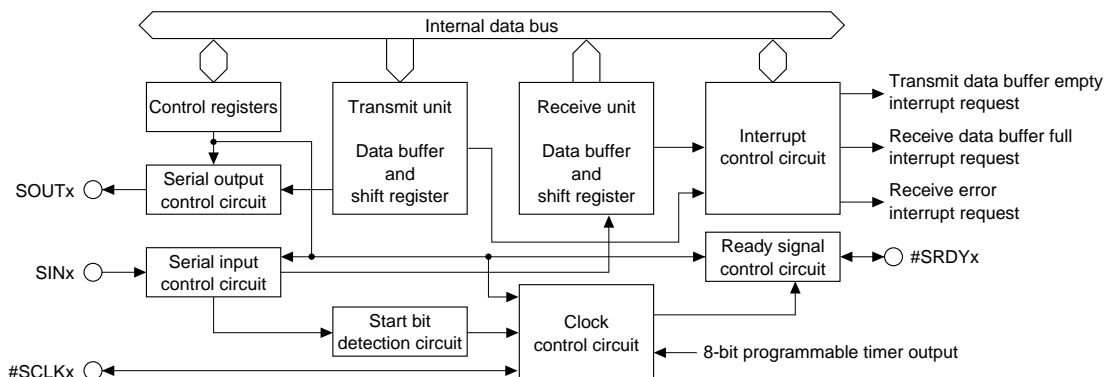 Internal data bus
Control registers
Transmit unit
Data buffer
and
shift register
Receive unit
Data buffer
and
shift register
Interrupt
control circuit
Transmit data buffer empty
interrupt request
Receive data buffer full
interrupt request
Receive error
interrupt request
SOUTx
Serial output
control circuit
SINx
Serial input
control circuit
Ready signal
control circuit
#SRDYx
Start bit
detection circuit
Clock
control circuit
8-bit programmable timer output
#SCLKx